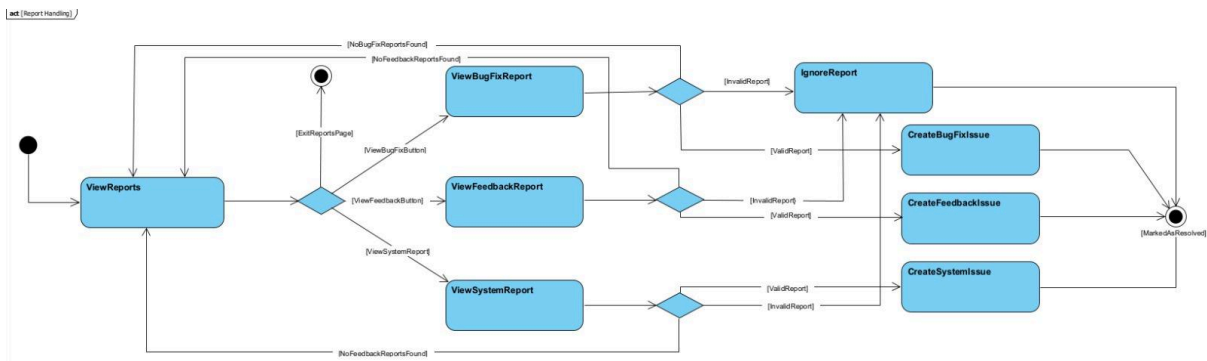 act [Report Handling]
[NoBugFixReportsFound]
[NoFeedbackReportsFound]
ViewBugFixReport
[InvalidReport]
IgnoreReport
[ExitReportsPage]
[ViewBugFixButton]
[ValidReport]
CreateBugFixIssue
ViewReports
[ViewFeedbackButton]
ViewFeedbackReport
[InvalidReport]
[ValidReport]
CreateFeedbackIssue
[MarkedAsResolved]
[ViewSystemReport]
ViewSystemReport
[ValidReport]
[InvalidReport]
CreateSystemIssue
[NoFeedbackReportsFound]